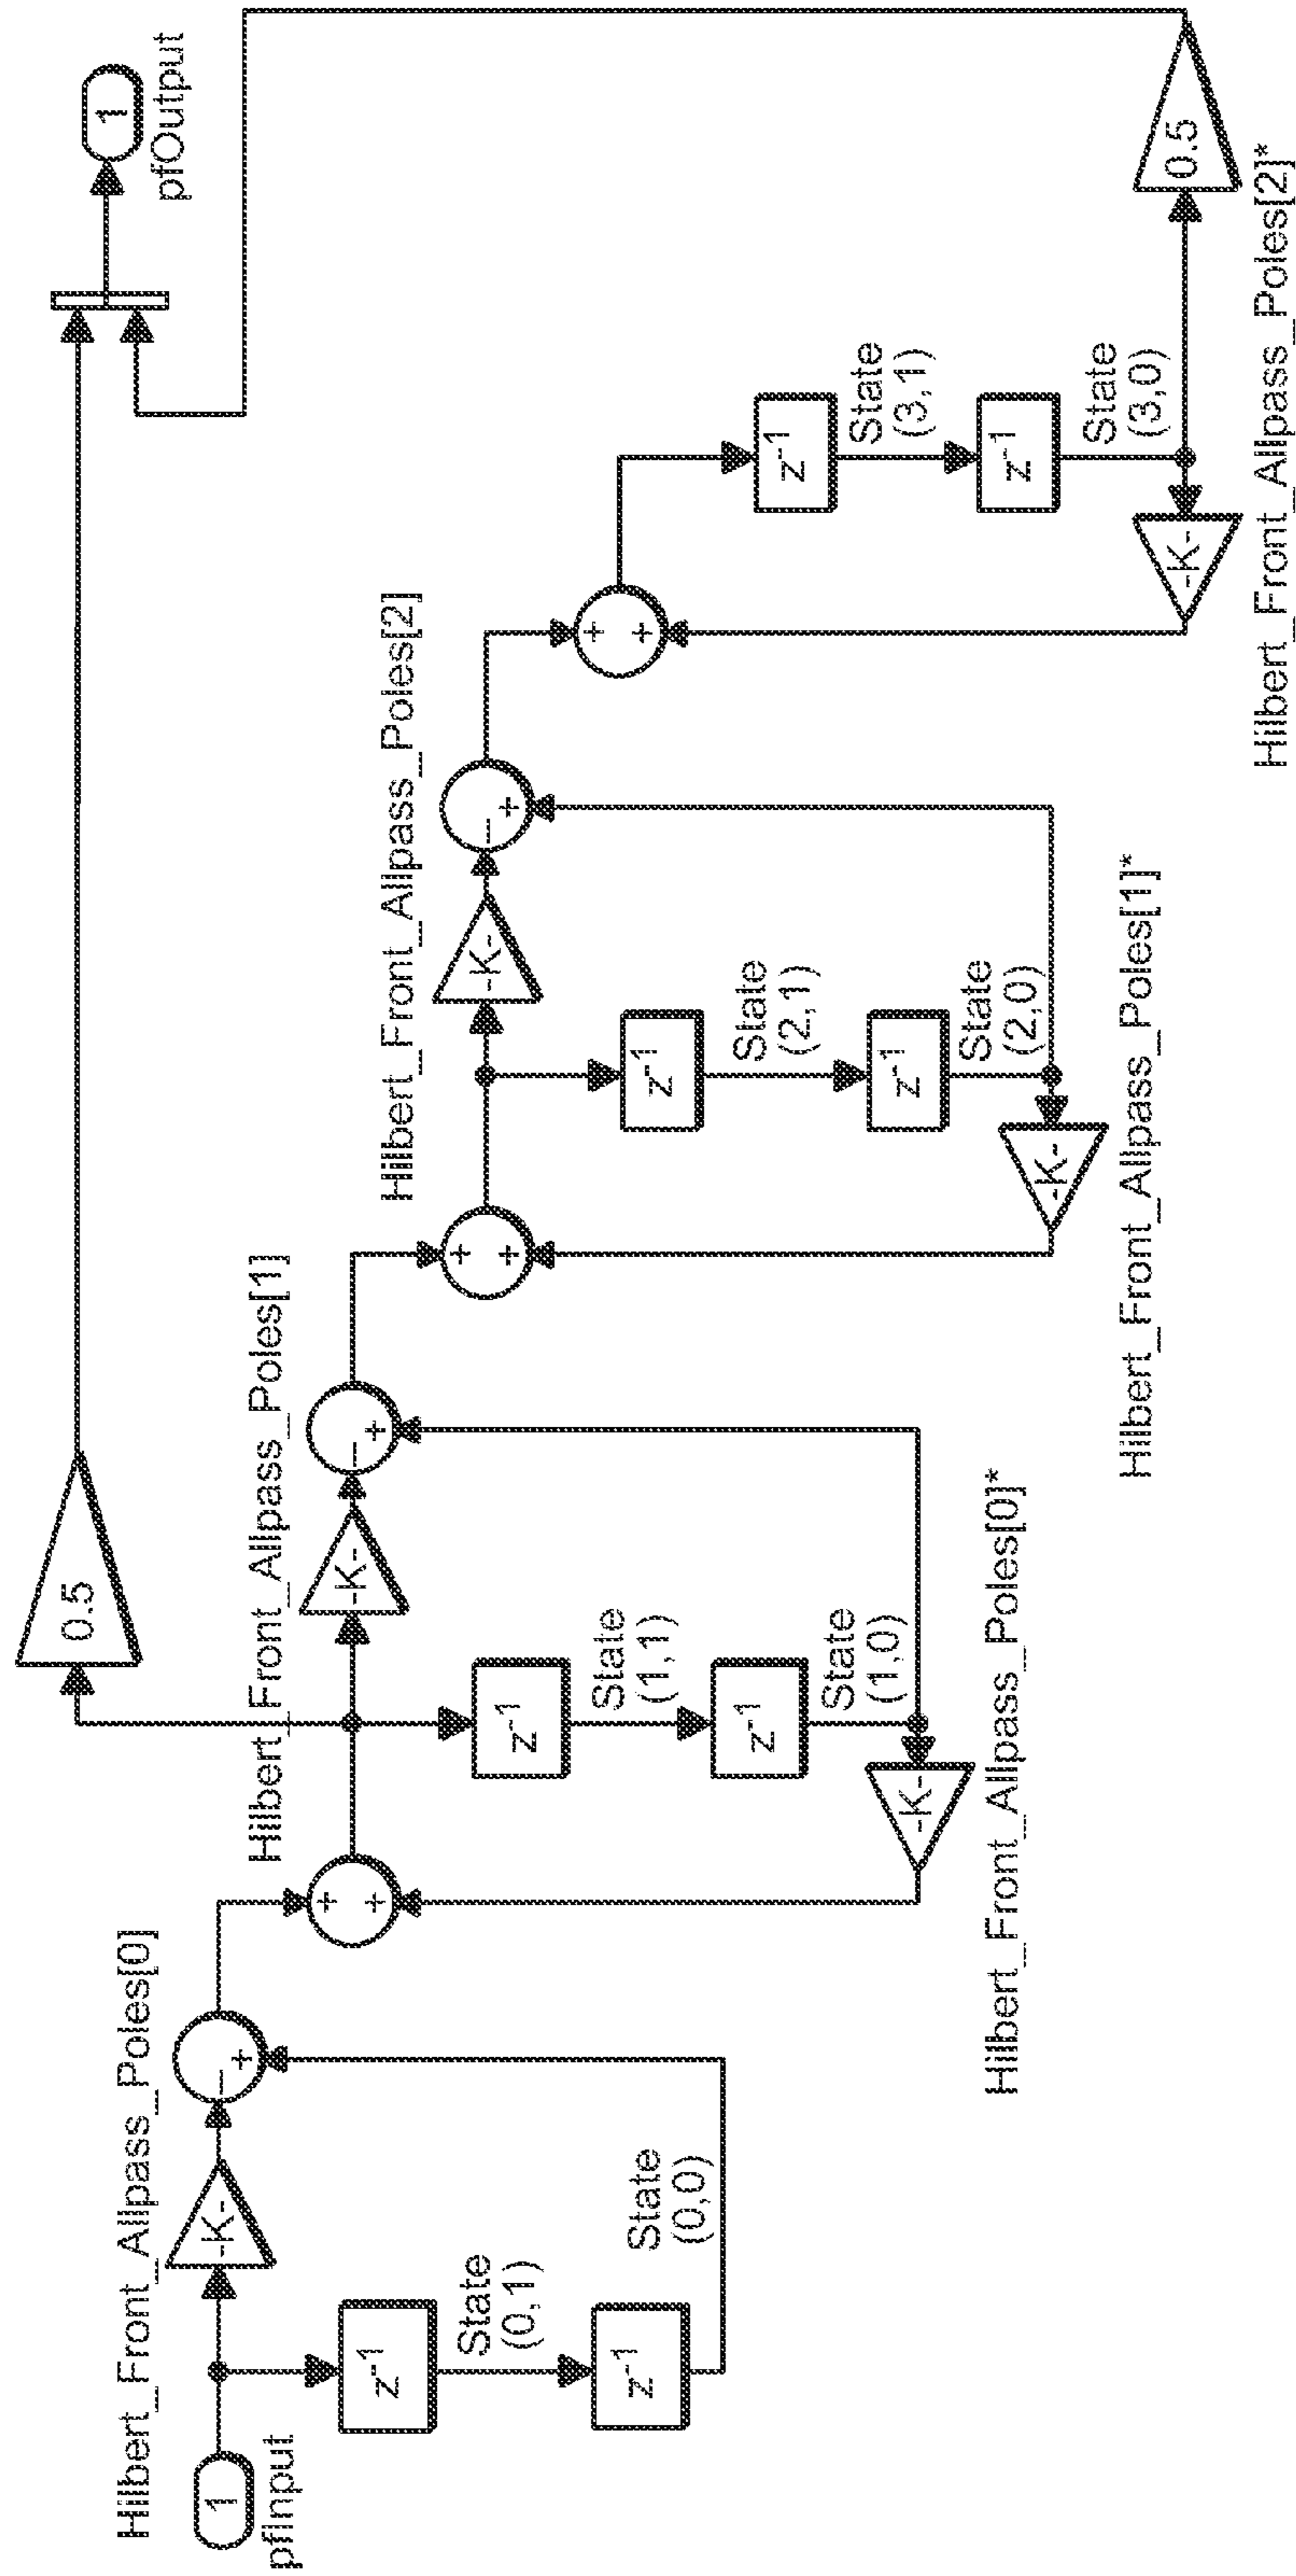 1
pfInput
Hilbert_Front_Allpass_Poles[0]
-K-
−
+
z-1
State
(0,1)
z-1
State
(0,0)
+
+
Hilbert_Front_Allpass_Poles[1]
-K-
−
+
z-1
State
(1,1)
z-1
State
(1,0)
-K-
Hilbert_Front_Allpass_Poles[0]*
0.5
+
+
Hilbert_Front_Allpass_Poles[2]
-K-
−
+
z-1
State
(2,1)
z-1
State
(2,0)
-K-
Hilbert_Front_Allpass_Poles[1]*
+
+
z-1
State
(3,1)
z-1
State
(3,0)
-K-
Hilbert_Front_Allpass_Poles[2]*
0.5
1
pfOutput